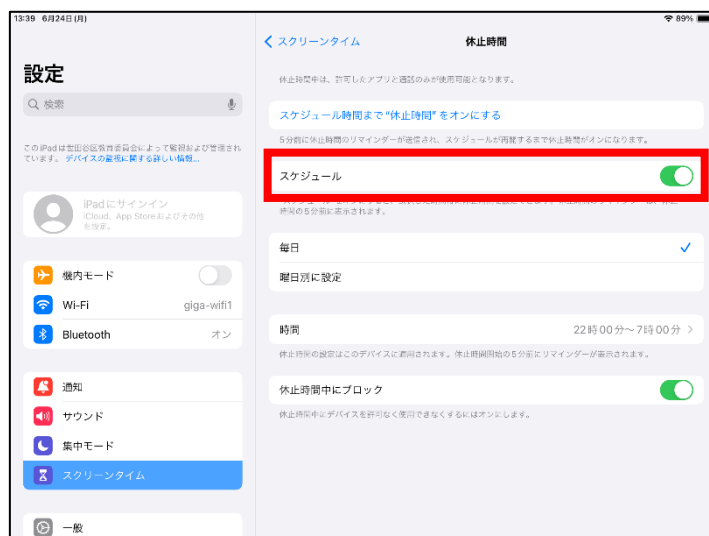 13:39 6月24日(月)
89%
設定
検索
このiPadは世田谷区教育委員会によって監視および管理され
ています。デバイスの監視に関する詳しい情報...
iPadにサインイン
iCloud、App Storeおよびその他
を設定。
機内モード
Wi-Fi giga-wifi1
Bluetooth オン
通知
サウンド
集中モード
スクリーンタイム
一般
スクリーンタイム 休止時間
休止時間中は、許可したアプリと通話のみが使用可能となります。
スケジュール時間まで“休止時間”をオンにする
5分前に休止時間のリマインダーが送信され、スケジュールが再開するまで休止時間がオンになります。
スケジュール
時間の5分前に表示されます。
毎日
曜日別に設定
時間 22時00分～7時00分
休止時間の設定はこのデバイスに適用されます。休止時間開始の5分前にリマインダーが表示されます。
休止時間中にブロック
休止時間中にデバイスを許可なく使用できなくするにはオンにします。